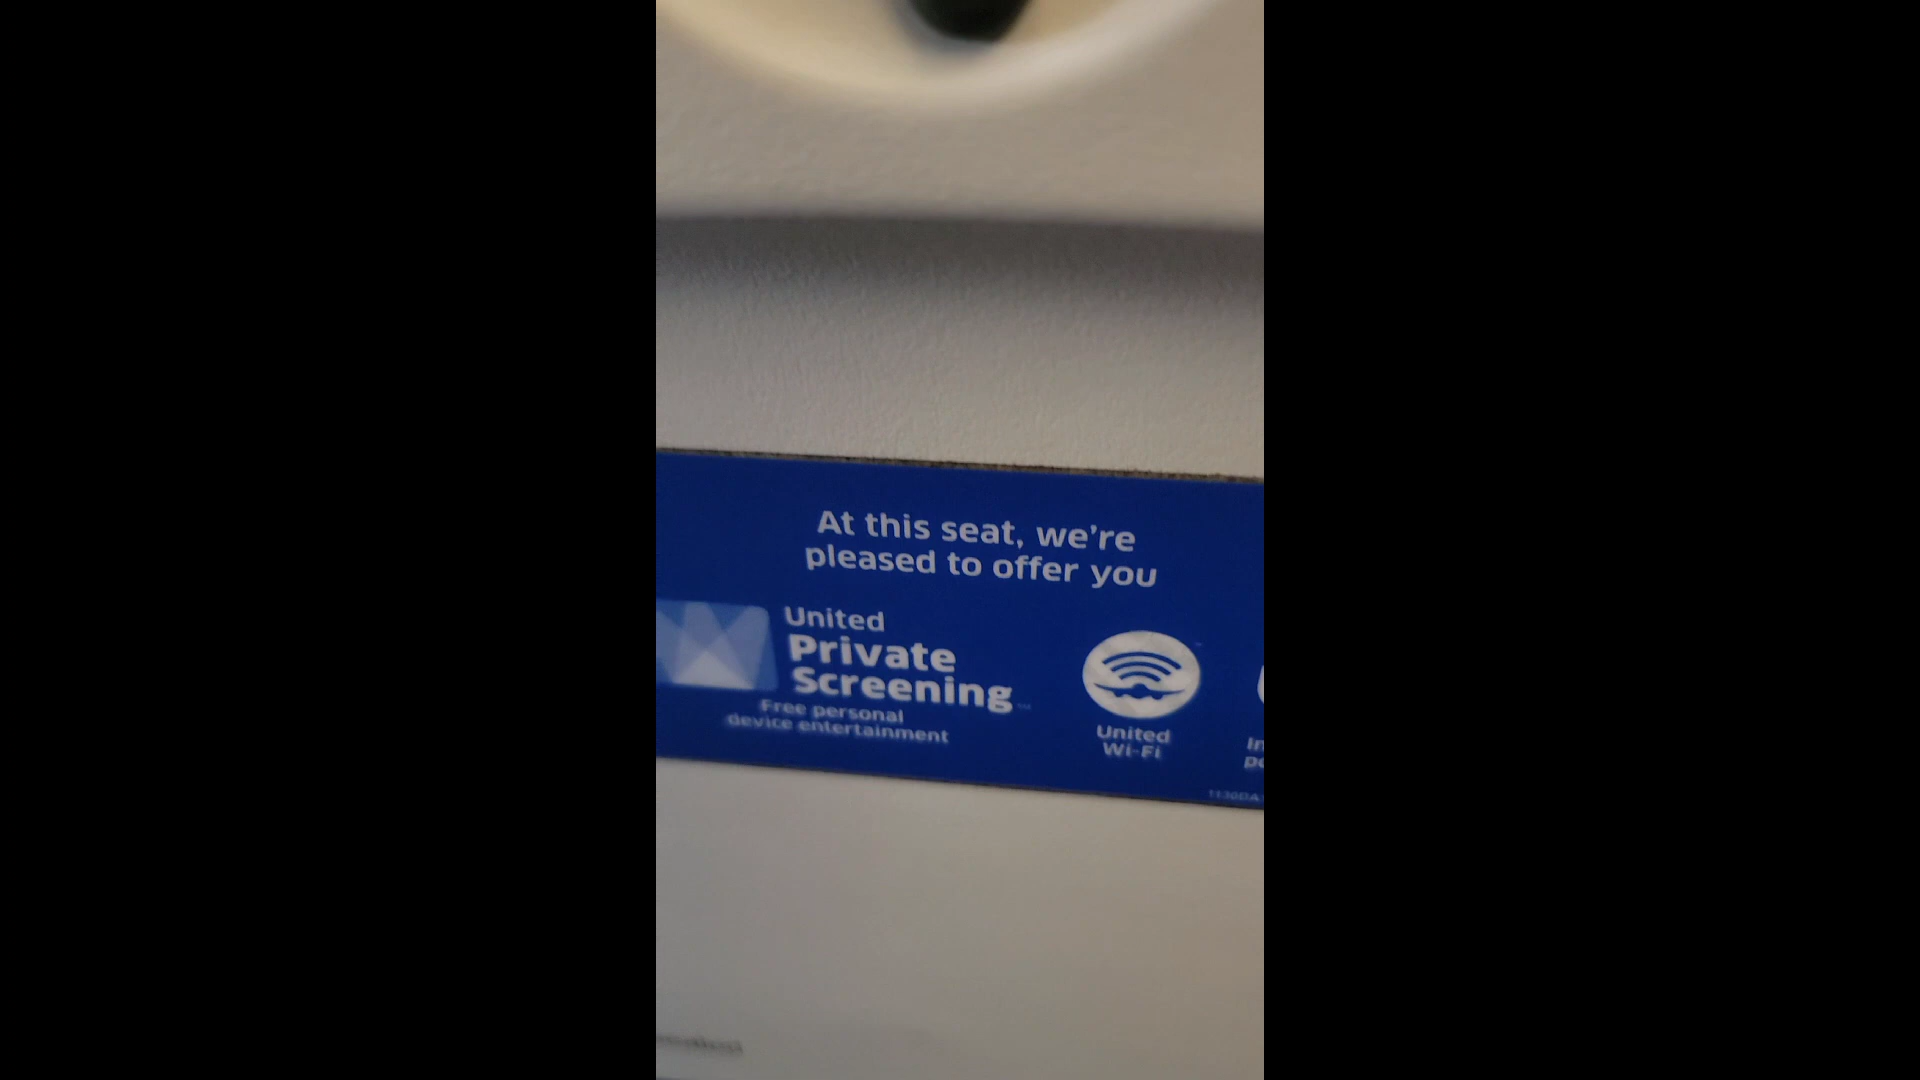 At this seat, we're
pleased to offer you
United
Private
Screening
Free personal
device entertainment
United
Wi-Fi